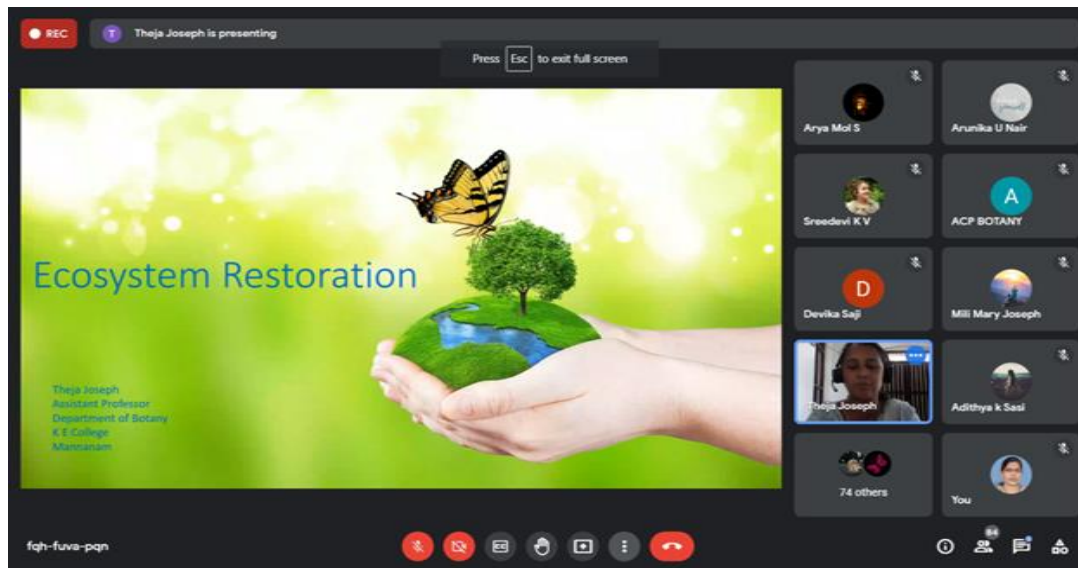 REC
T
Theja Joseph is presenting
Press Esc to exit full screen
Ecosystem Restoration
Theja Joseph
Assistant Professor
Department of Botany
K E College
Mannanam
Arya Mol S
Arunika U Nair
Sreedevi K V
A
ACP BOTANY
D
Devika Saji
Mili Mary Joseph
Theja Joseph
Adithya k Sasi
74 others
You
fqh-fuva-pqn
CC
84